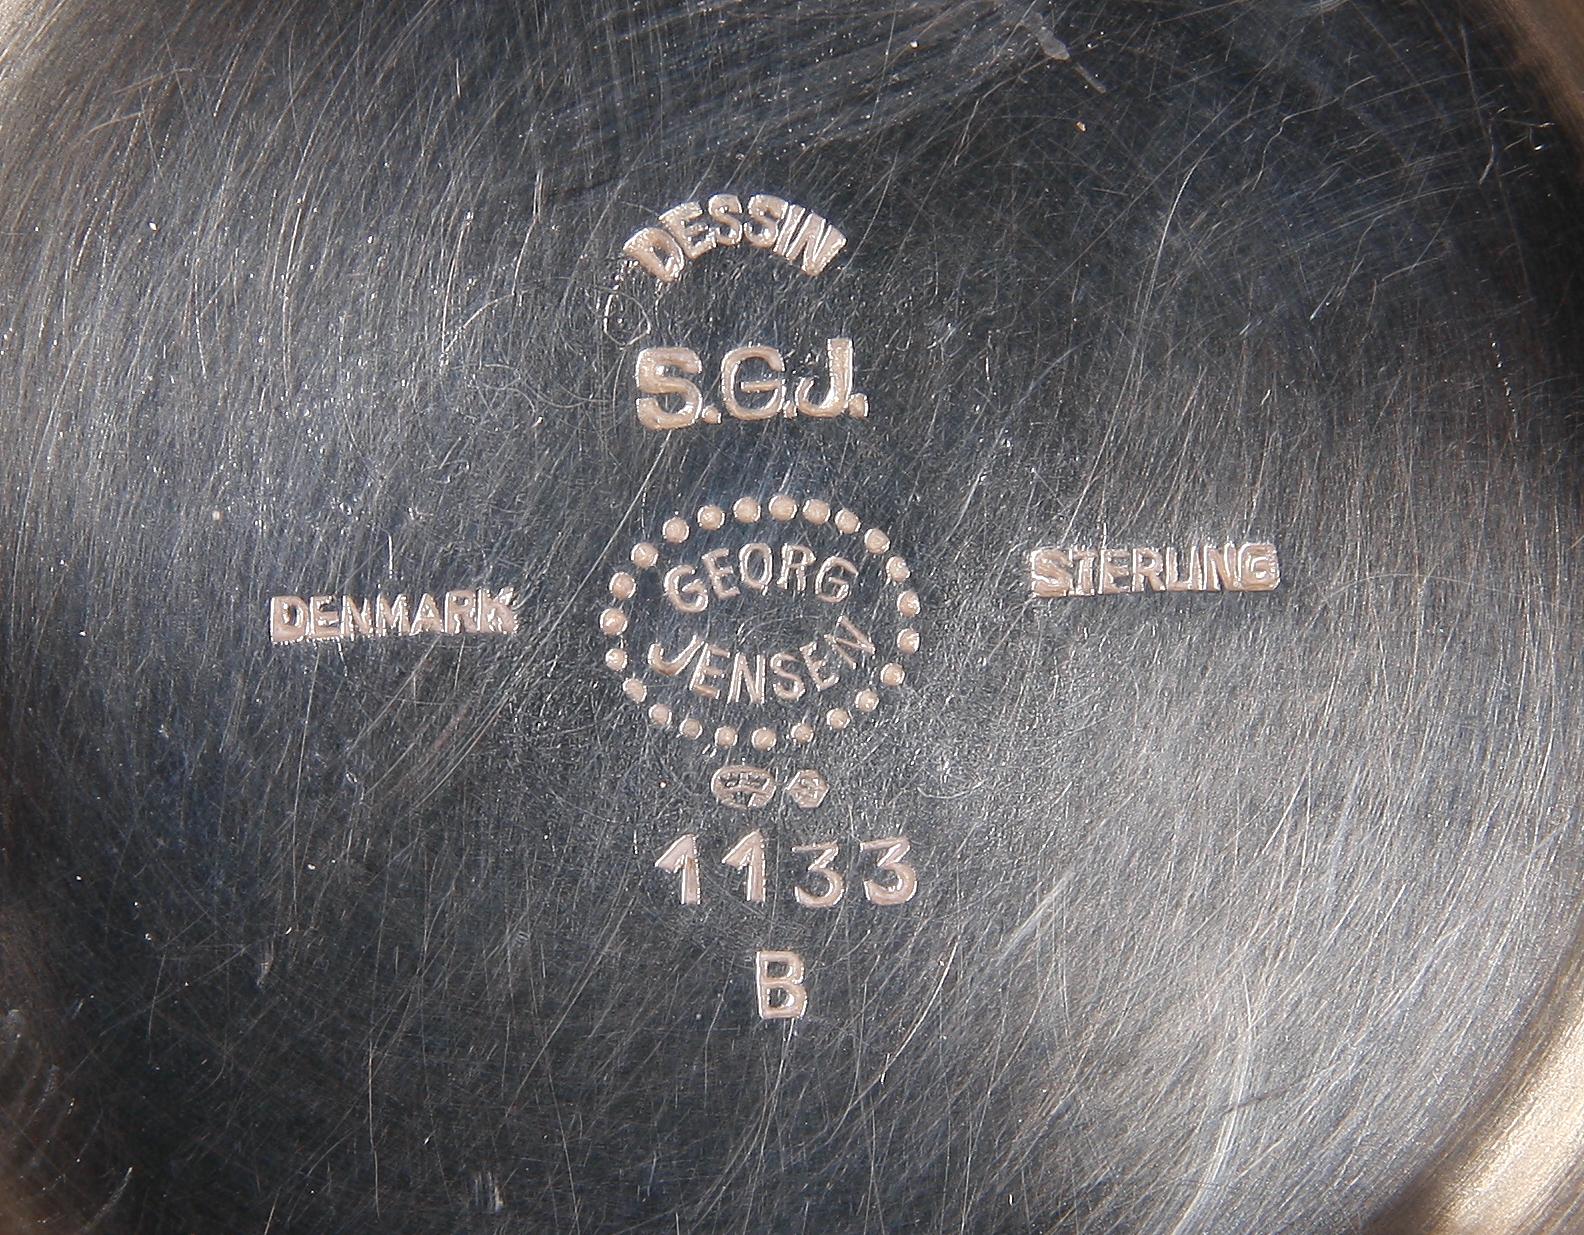 DESSIN
S.G.J.
DENMARK
GEORG
JENSEN
STERLING
1133
B